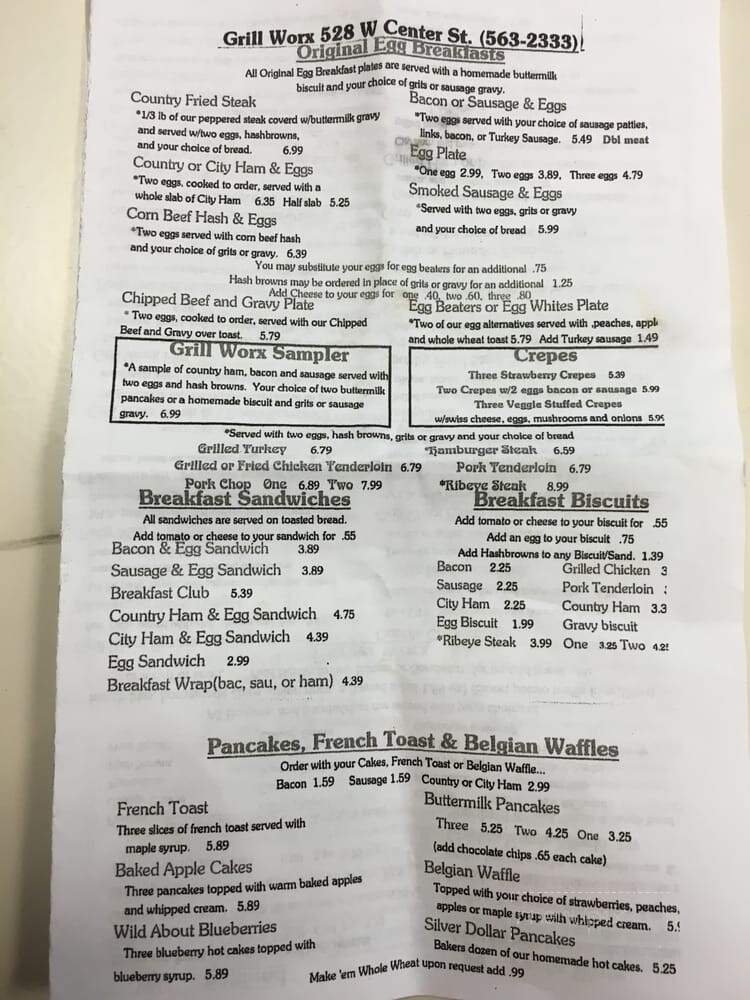 Grill Worx 528 W Center St. (563-2333)
Original Egg Breakfasts
All Original Egg Breakfast plates are served with a homemade buttermilk
biscuit and your choice of grits or sausage gravy.
Country Fried Steak
*1/3 lb of our peppered steak coverd w/buttermilk gravy
and served w/two eggs, hashbrowns,
and your choice of bread. 6.99
Country or City Ham & Eggs
*Two eggs, cooked to order, served with a
whole slab of City Ham 6.35 Half slab 5.25
Corn Beef Hash & Eggs
*Two eggs served with corn beef hash
and your choice of grits or gravy. 6.39
Bacon or Sausage & Eggs
*Two eggs served with your choice of sausage patties,
links, bacon, or Turkey Sausage. 5.49 Dbl meat
Egg Plate
*One egg 2.99, Two eggs 3.89, Three eggs 4.79
Smoked Sausage & Eggs
*Served with two eggs, grits or gravy
and your choice of bread 5.99
You may substitute your eggs for egg beaters for an additional .75
Hash browns may be ordered in place of grits or gravy for an additional 1.25
Add Cheese to your eggs for one .40, two .60, three .80
Chipped Beef and Gravy Plate
* Two eggs, cooked to order, served with our Chipped
Beef and Gravy over toast. 5.79
Egg Beaters or Egg Whites Plate
*Two of our egg alternatives served with ,peaches, appl
and whole wheat toast 5.79 Add Turkey sausage 1.49
Grill Worx Sampler
*A sample of country ham, bacon and sausage served with
two eggs and hash browns. Your choice of two buttermilk
pancakes or a homemade biscuit and grits or sausage
gravy. 6.99
Crepes
Three Strawberry Crepes 5.39
Two Crepes w/2 eggs bacon or sausage 5.99
Three Veggie Stuffed Crepes
w/swiss cheese, eggs, mushrooms and onions 5.9
*Served with two eggs, hash browns, grits or gravy and your choice of bread
Grilled Turkey 6.79 *Hamburger Steak 6.59
Grilled or Fried Chicken Tenderloin 6.79 Pork Tenderloin 6.79
Pork Chop One 6.89 Two 7.99 *Ribeye Steak 8.99
Breakfast Sandwiches
All sandwiches are served on toasted bread.
Add tomato or cheese to your sandwich for .55
Bacon & Egg Sandwich 3.89
Sausage & Egg Sandwich 3.89
Breakfast Club 5.39
Country Ham & Egg Sandwich 4.75
City Ham & Egg Sandwich 4.39
Egg Sandwich 2.99
Breakfast Wrap(bac, sau, or ham) 4.39
Breakfast Biscuits
Add tomato or cheese to your biscuit for .55
Add an egg to your biscuit .75
Add Hashbrowns to any Biscuit/Sand. 1.39
Bacon 2.25 Grilled Chicken 3
Sausage 2.25 Pork Tenderloin
City Ham 2.25 Country Ham 3.3
Egg Biscuit 1.99 Gravy biscuit
*Ribeye Steak 3.99 One 3.25 Two 4.2
Pancakes, French Toast & Belgian Waffles
Order with your Cakes, French Toast or Belgian Waffle...
Bacon 1.59 Sausage 1.59 Country or City Ham 2.99
French Toast
Three slices of french toast served with
maple syrup. 5.89
Baked Apple Cakes
Three pancakes topped with warm baked apples
and whipped cream. 5.89
Wild About Blueberries
Three blueberry hot cakes topped with
blueberry syrup. 5.89
Buttermilk Pancakes
Three 5.25 Two 4.25 One 3.25
(add chocolate chips .65 each cake)
Belgian Waffle
Topped with your choice of strawberries, peaches,
apples or maple syrup with whipped cream. 5.
Silver Dollar Pancakes
Bakers dozen of our homemade hot cakes. 5.25
Make 'em Whole Wheat upon request add .99